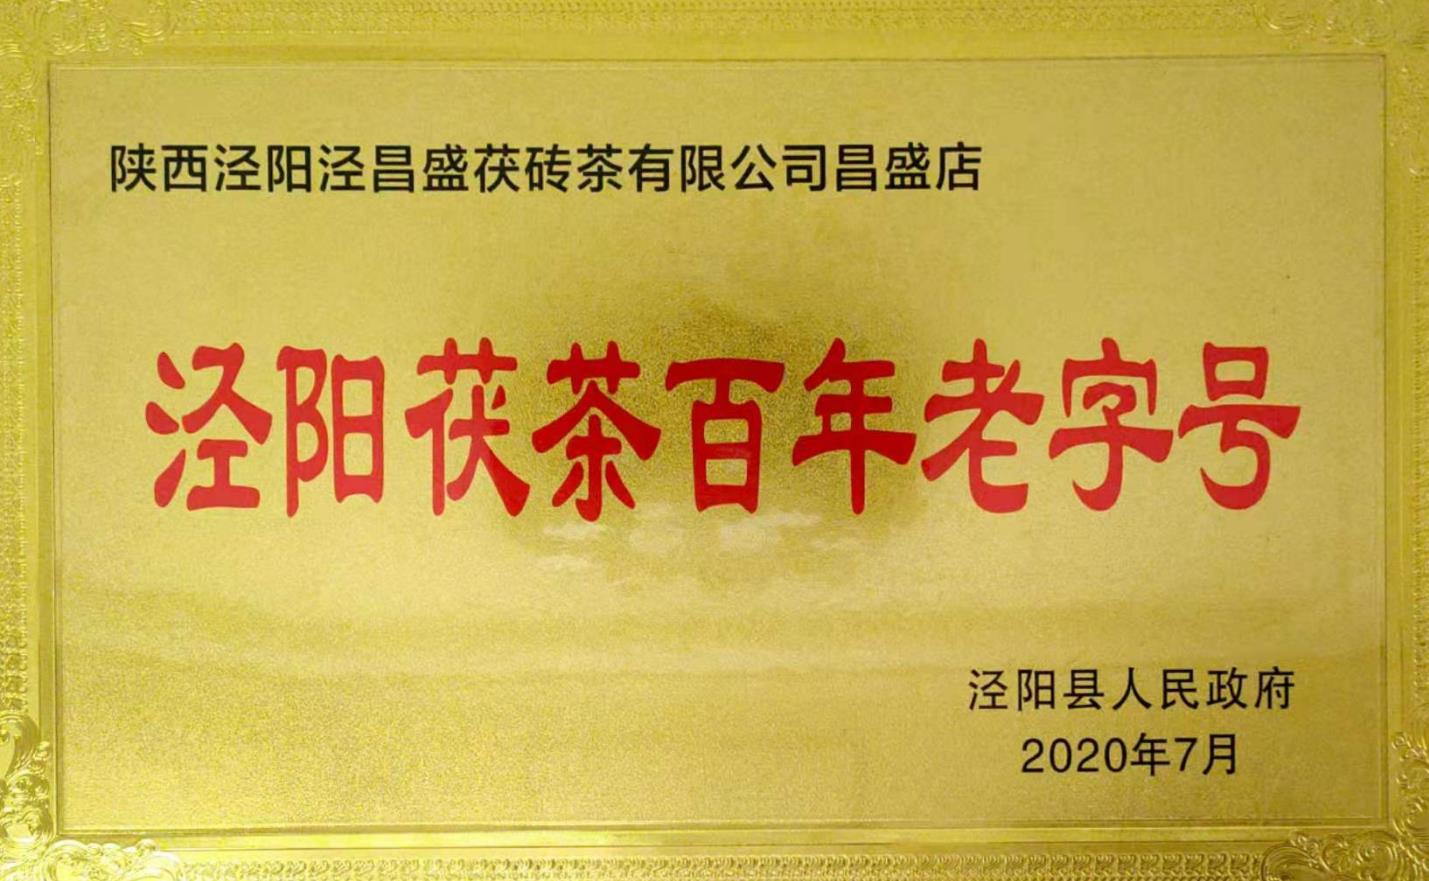 陕西泾阳泾昌盛茯砖茶有限公司昌盛店
泾阳茯茶百年老字号
泾阳县人民政府
2020年7月